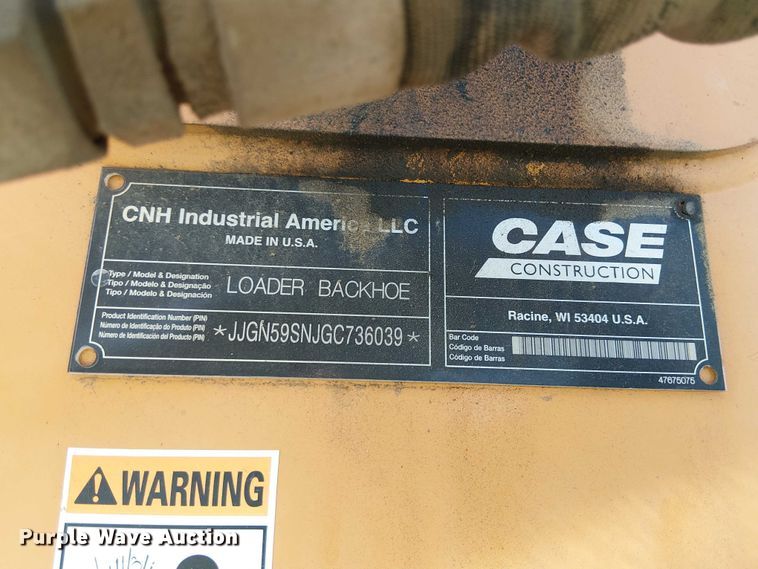 CNH Industrial America LLC
MADE IN U.S.A.
Type / Model & Designation
Tipo / Modelo & Designação
Tipo / Modelo & Designación
LOADER BACKHOE
Product Identification Number (PIN)
Número de Identificação do Produto (PIN)
Número de Identificación del Producto (PIN)
*JJGN59SNJGC736039*
CASE
CONSTRUCTION
Racine, WI 53404 U.S.A.
Bar Code
Código de Barras
Código de Barras
47675075
WARNING
Purple Wave Auction